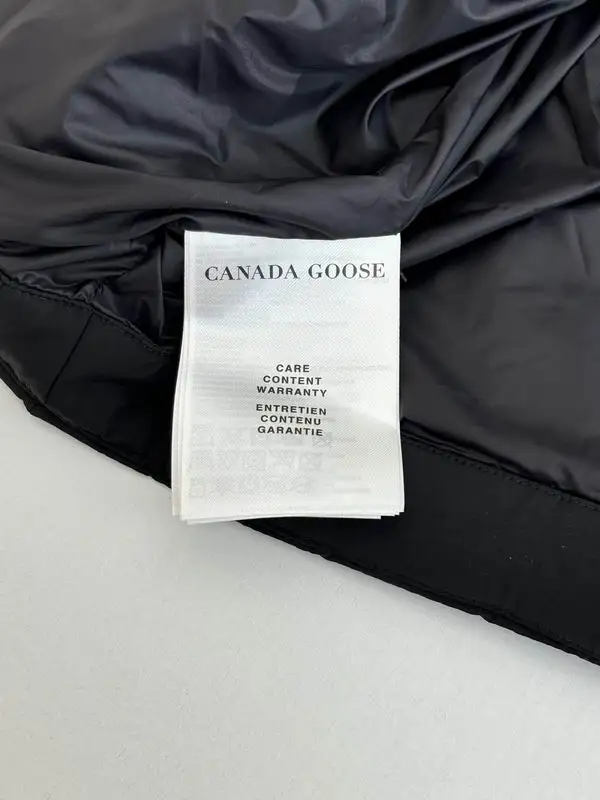 CANADA GOOSE
CARE
CONTENT
WARRANTY
ENTRETIEN
CONTENU
GARANTIE